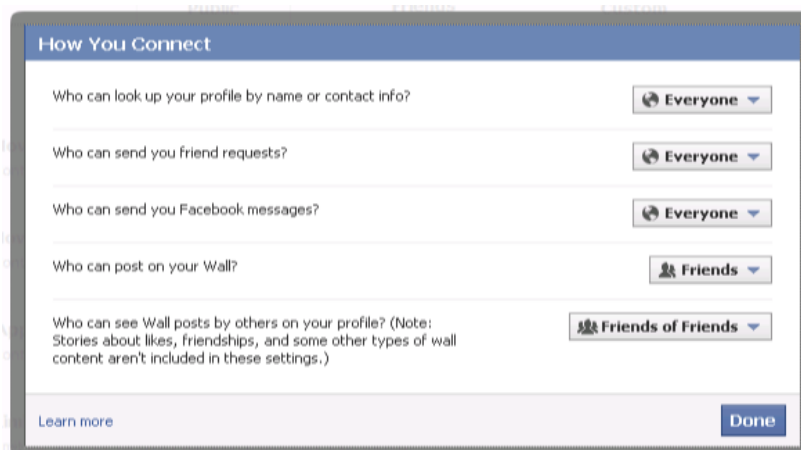 How You Connect
Who can look up your profile by name or contact info?
Everyone
Who can send you friend requests?
Everyone
Who can send you Facebook messages?
Everyone
Who can post on your Wall?
Friends
Who can see Wall posts by others on your profile? (Note:
Stories about likes, friendships, and some other types of wall
content aren't included in these settings.)
Friends of Friends
Learn more
Done